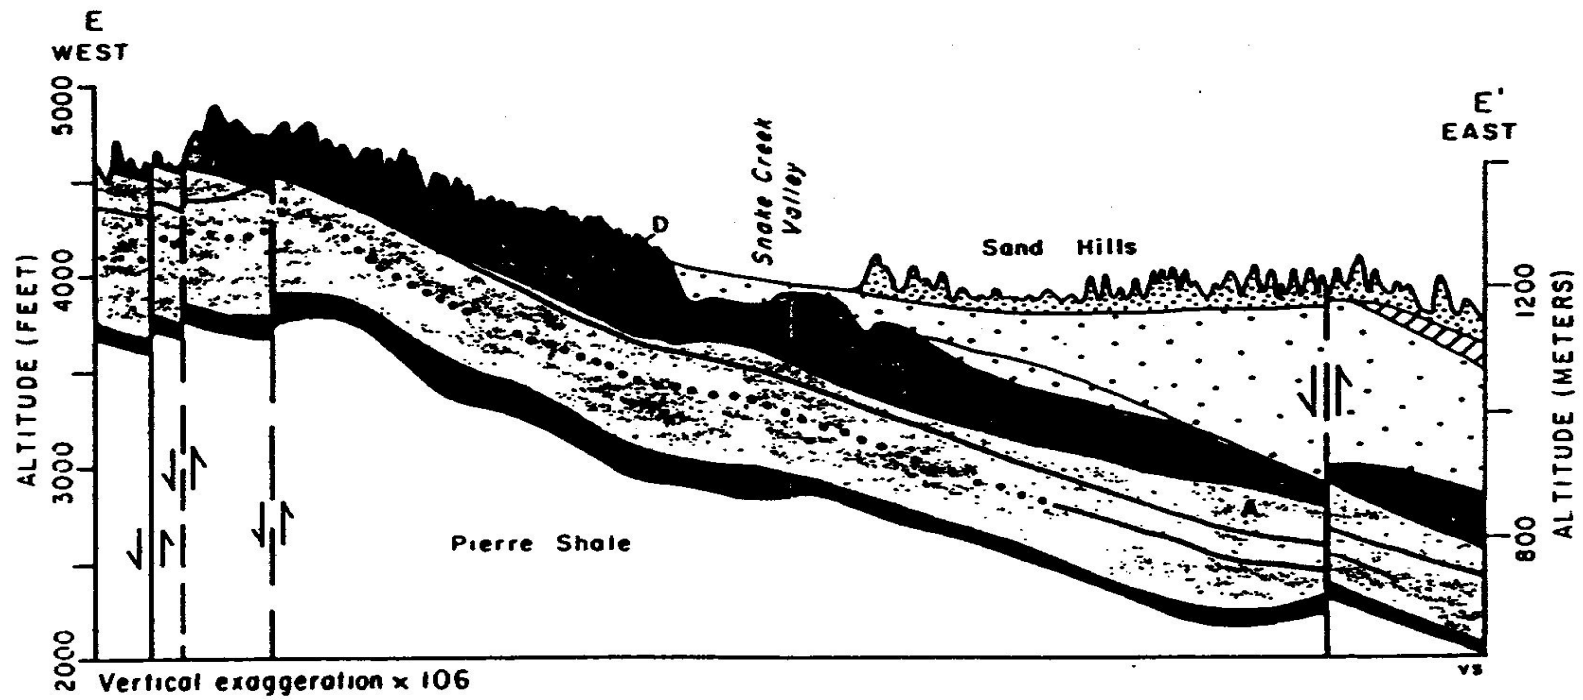 E
WEST
5000
4000
3000
2000
ALTITUDE (FEET)
D
Snake Creek
Valley
Sand Hills
E'
EAST
1200
800
ALTITUDE (METERS)
A
Pierre Shale
vs
Vertical exaggeration x 106